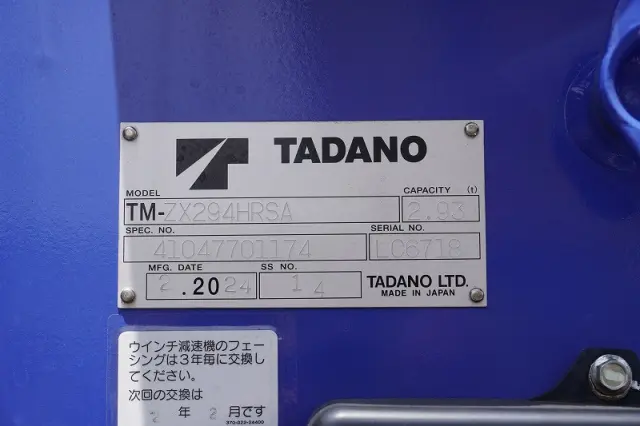 TADANO
MODEL CAPACITY (t)
TM-ZX294HRSA 2.93
SPEC. NO. SERIAL NO.
41047701174 LC6718
MFG. DATE SS NO.
2.2024 14 TADANO LTD.
MADE IN JAPAN
ウインチ減速機のフェー
シングは3年毎に交換し
てください。
次回の交換は
年 2月です